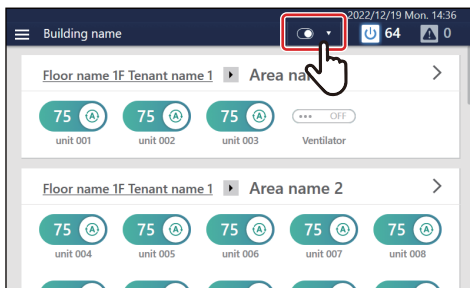 2022/12/19 Mon. 14:36
Building name 64 0
Floor name 1F Tenant name 1 Area na
75 A 75 A 75 A OFF
unit 001 unit 002 unit 003 Ventilator
Floor name 1F Tenant name 1 Area name 2
75 A 75 A 75 A 75 A 75 A
unit 004 unit 005 unit 006 unit 007 unit 008